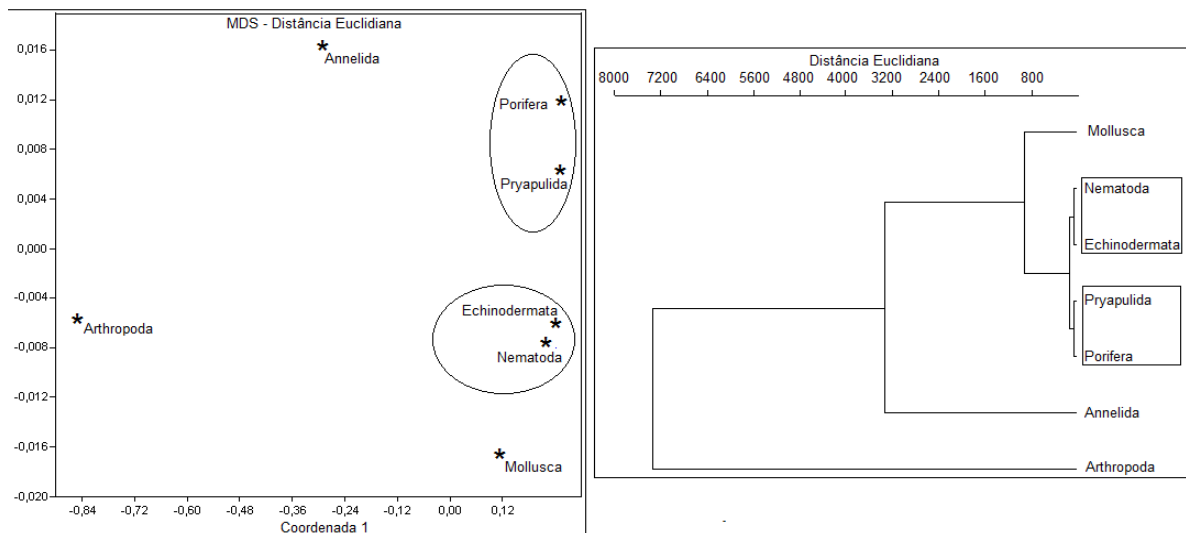 MDS - Distância Euclidiana
0,016
Annelida
0,012
Porifera
0,008
Pryapulida
0,004
0,000
-0,004
Echinodermata
Arthropoda
-0,008
Nematoda
-0,012
-0,016
Mollusca
-0,020
-0,84 -0,72 -0,60 -0,48 -0,36 -0,24 -0,12 0,00 0,12
Coordenada 1
Distância Euclidiana
8000 7200 6400 5600 4800 4000 3200 2400 1600 800
Mollusca
Nematoda
Echinodermata
Pryapulida
Porifera
Annelida
Arthropoda